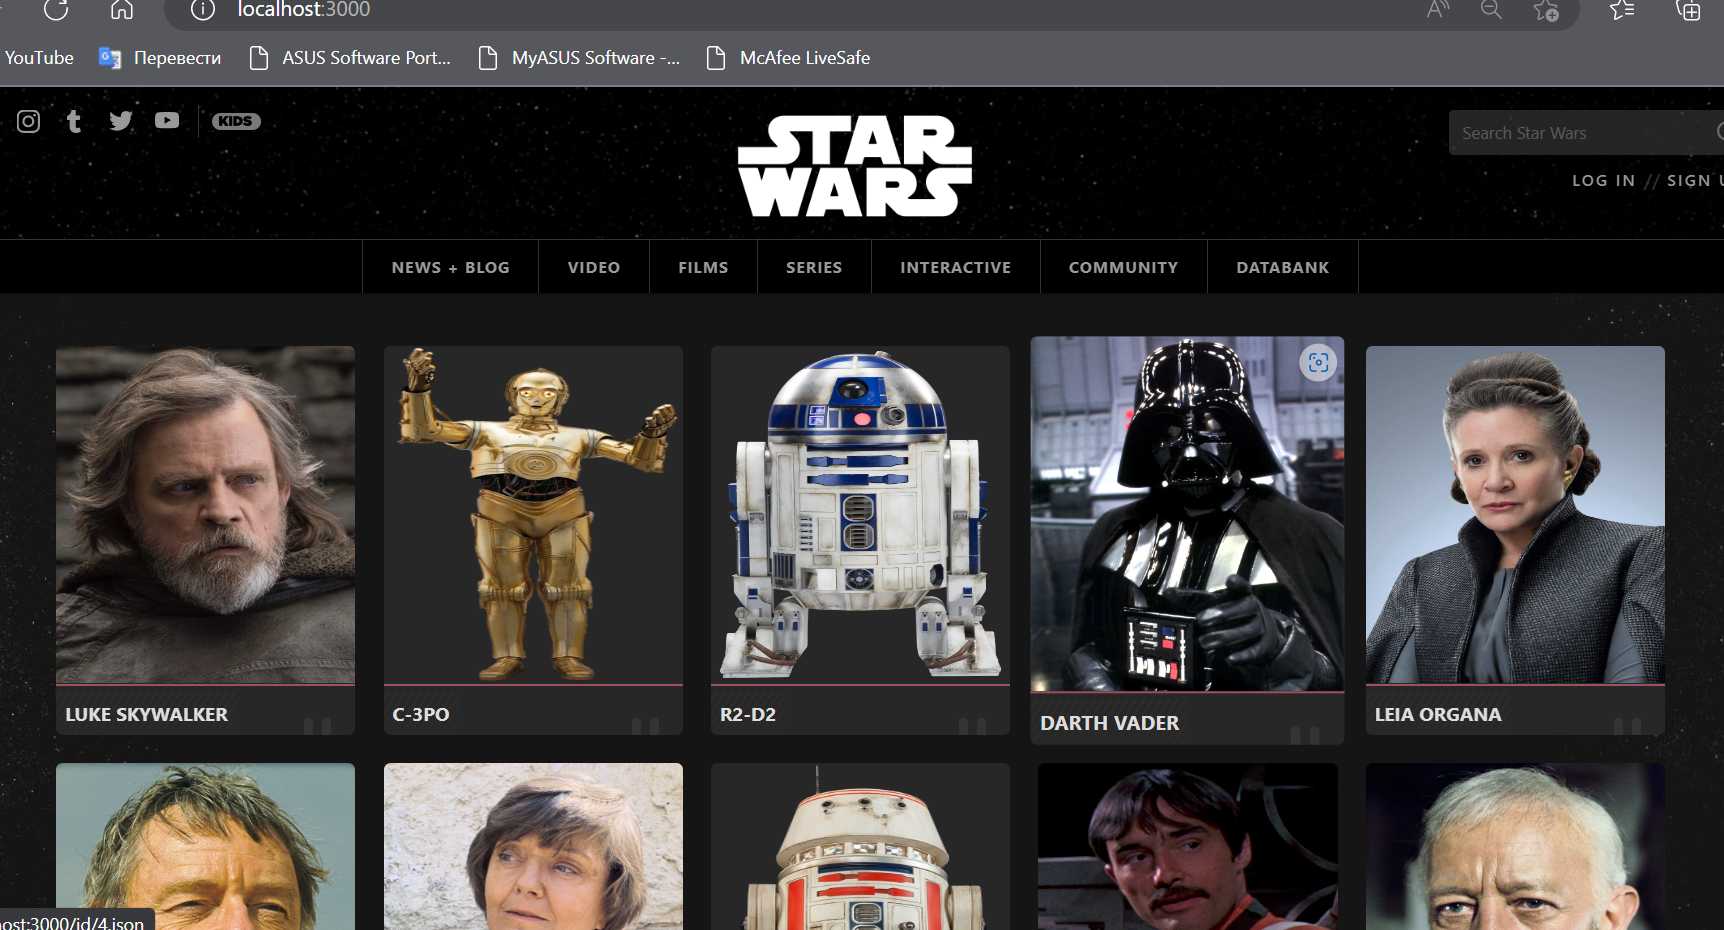 localhost:3000
YouTube Перевести ASUS Software Port... MyASUS Software -... McAfee LiveSafe
KIDS
STAR
WARS
Search Star Wars
LOG IN // SIGN U
NEWS + BLOG VIDEO FILMS SERIES INTERACTIVE COMMUNITY DATABANK
LUKE SKYWALKER C-3PO R2-D2 DARTH VADER LEIA ORGANA
ost:3000/id/4.json